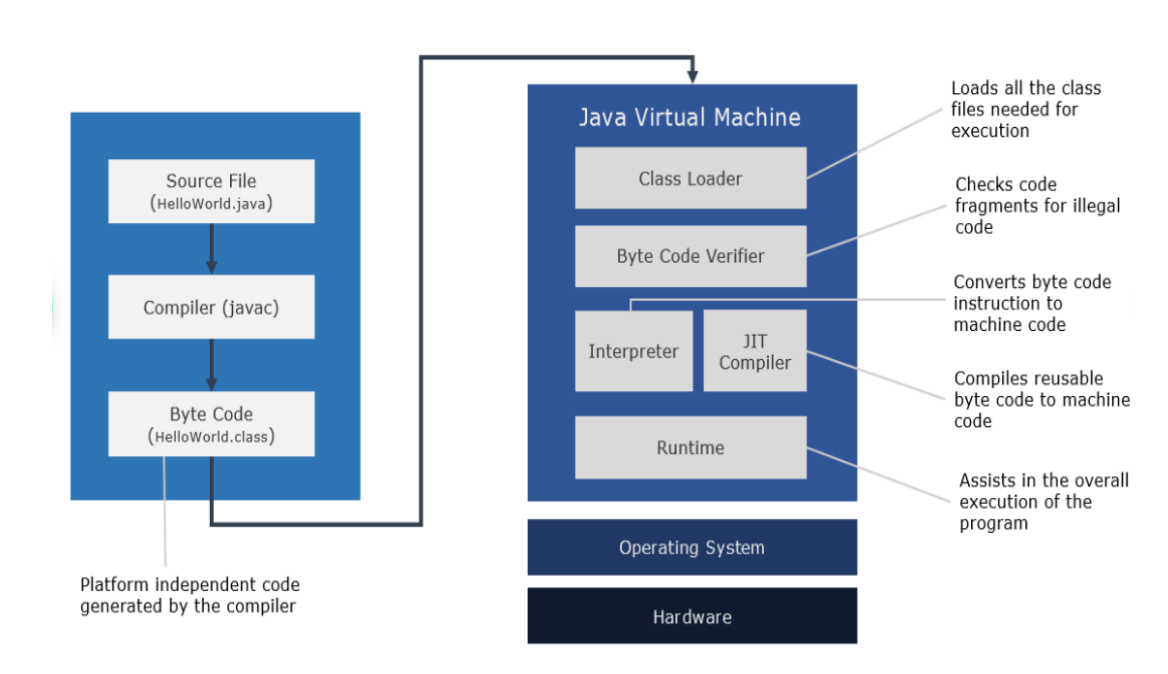 Source File
(HelloWorld.java)
Compiler (javac)
Byte Code
(HelloWorld.class)
Platform independent code
generated by the compiler
Java Virtual Machine
Class Loader
Byte Code Verifier
Interpreter
JIT
Compiler
Runtime
Operating System
Hardware
Loads all the class
files needed for
execution
Checks code
fragments for illegal
code
Converts byte code
instruction to
machine code
Compiles reusable
byte code to machine
code
Assists in the overall
execution of the
program